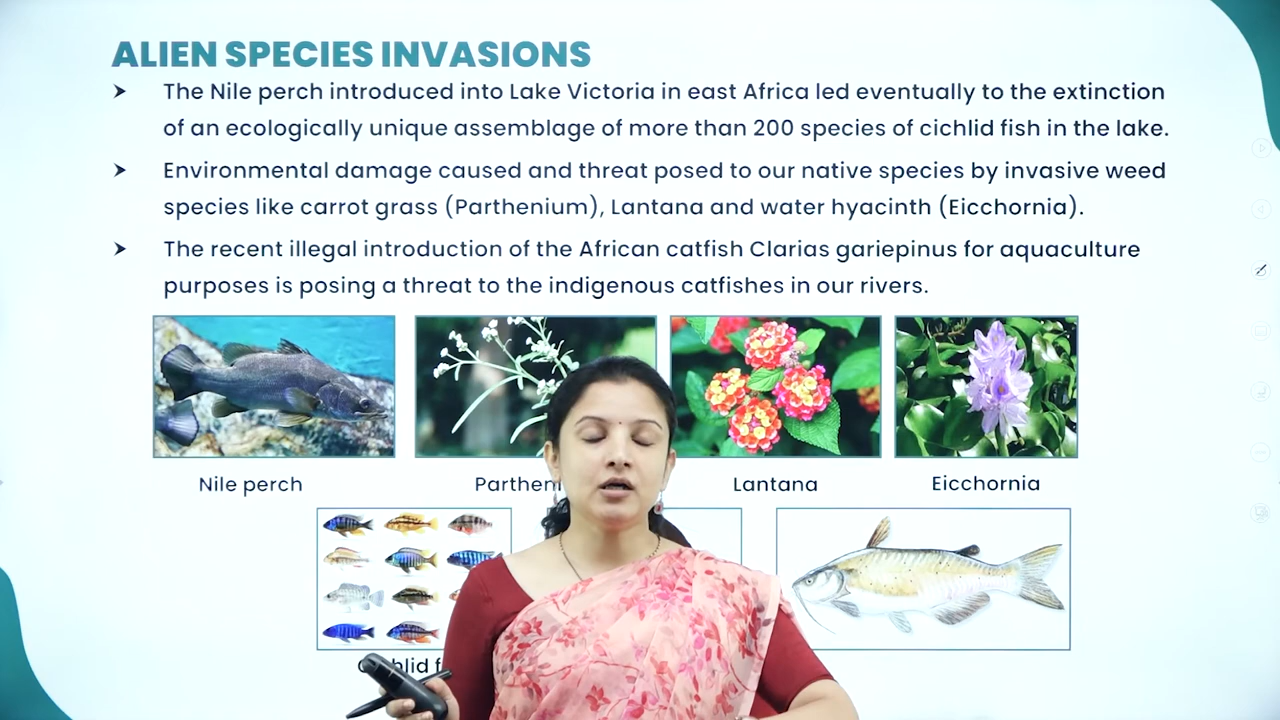 ALIEN SPECIES INVASIONS
➤ The Nile perch introduced into Lake Victoria in east Africa led eventually to the extinction
of an ecologically unique assemblage of more than 200 species of cichlid fish in the lake.
➤ Environmental damage caused and threat posed to our native species by invasive weed
species like carrot grass (Parthenium), Lantana and water hyacinth (Eicchornia).
➤ The recent illegal introduction of the African catfish Clarias gariepinus for aquaculture
purposes is posing a threat to the indigenous catfishes in our rivers.
Nile perch
Lantana
Eicchornia